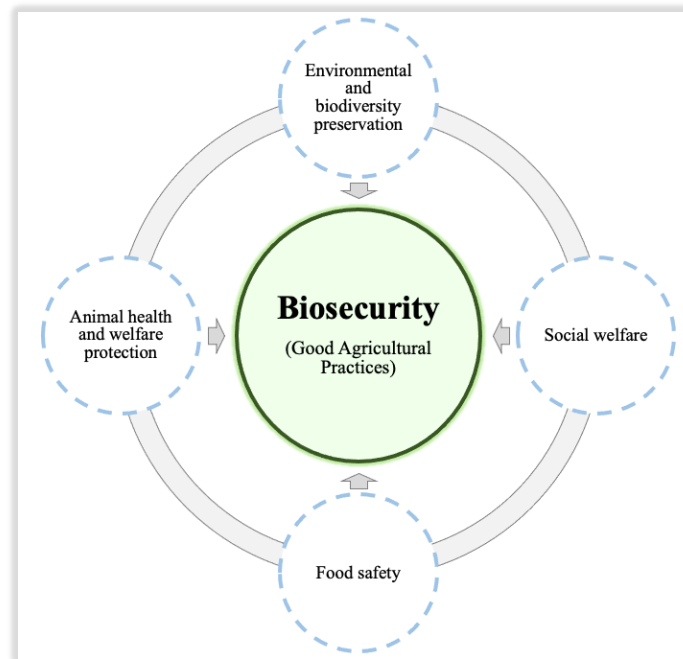 Environmental
and
biodiversity
preservation
Animal health
and welfare
protection
Biosecurity
(Good Agricultural
Practices)
Social welfare
Food safety